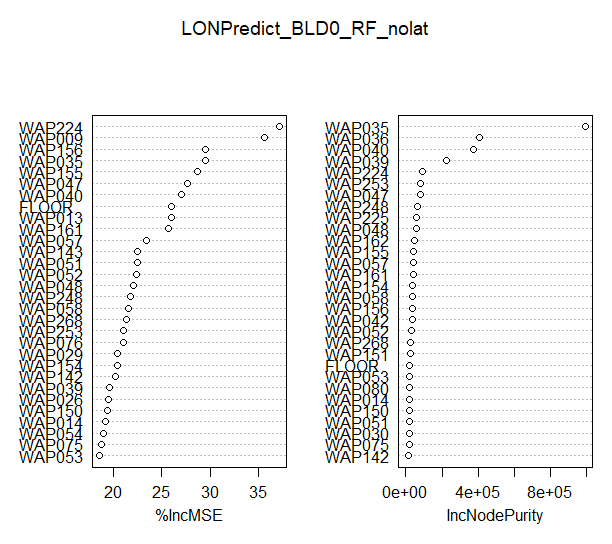 LONPredict_BLD0_RF_nolat
WAP224
WAP009
WAP156
WAP035
WAP155
WAP047
WAP040
FLOOR
WAP013
WAP161
WAP057
WAP143
WAP051
WAP052
WAP048
WAP248
WAP058
WAP268
WAP253
WAP076
WAP029
WAP154
WAP142
WAP039
WAP026
WAP150
WAP014
WAP054
WAP075
WAP053
20 25 30 35
%IncMSE
WAP035
WAP036
WAP040
WAP039
WAP224
WAP253
WAP047
WAP248
WAP225
WAP048
WAP162
WAP155
WAP057
WAP161
WAP154
WAP058
WAP156
WAP042
WAP052
WAP268
WAP151
FLOOR
WAP053
WAP080
WAP014
WAP150
WAP051
WAP030
WAP075
WAP142
0e+00 4e+05 8e+05
IncNodePurity